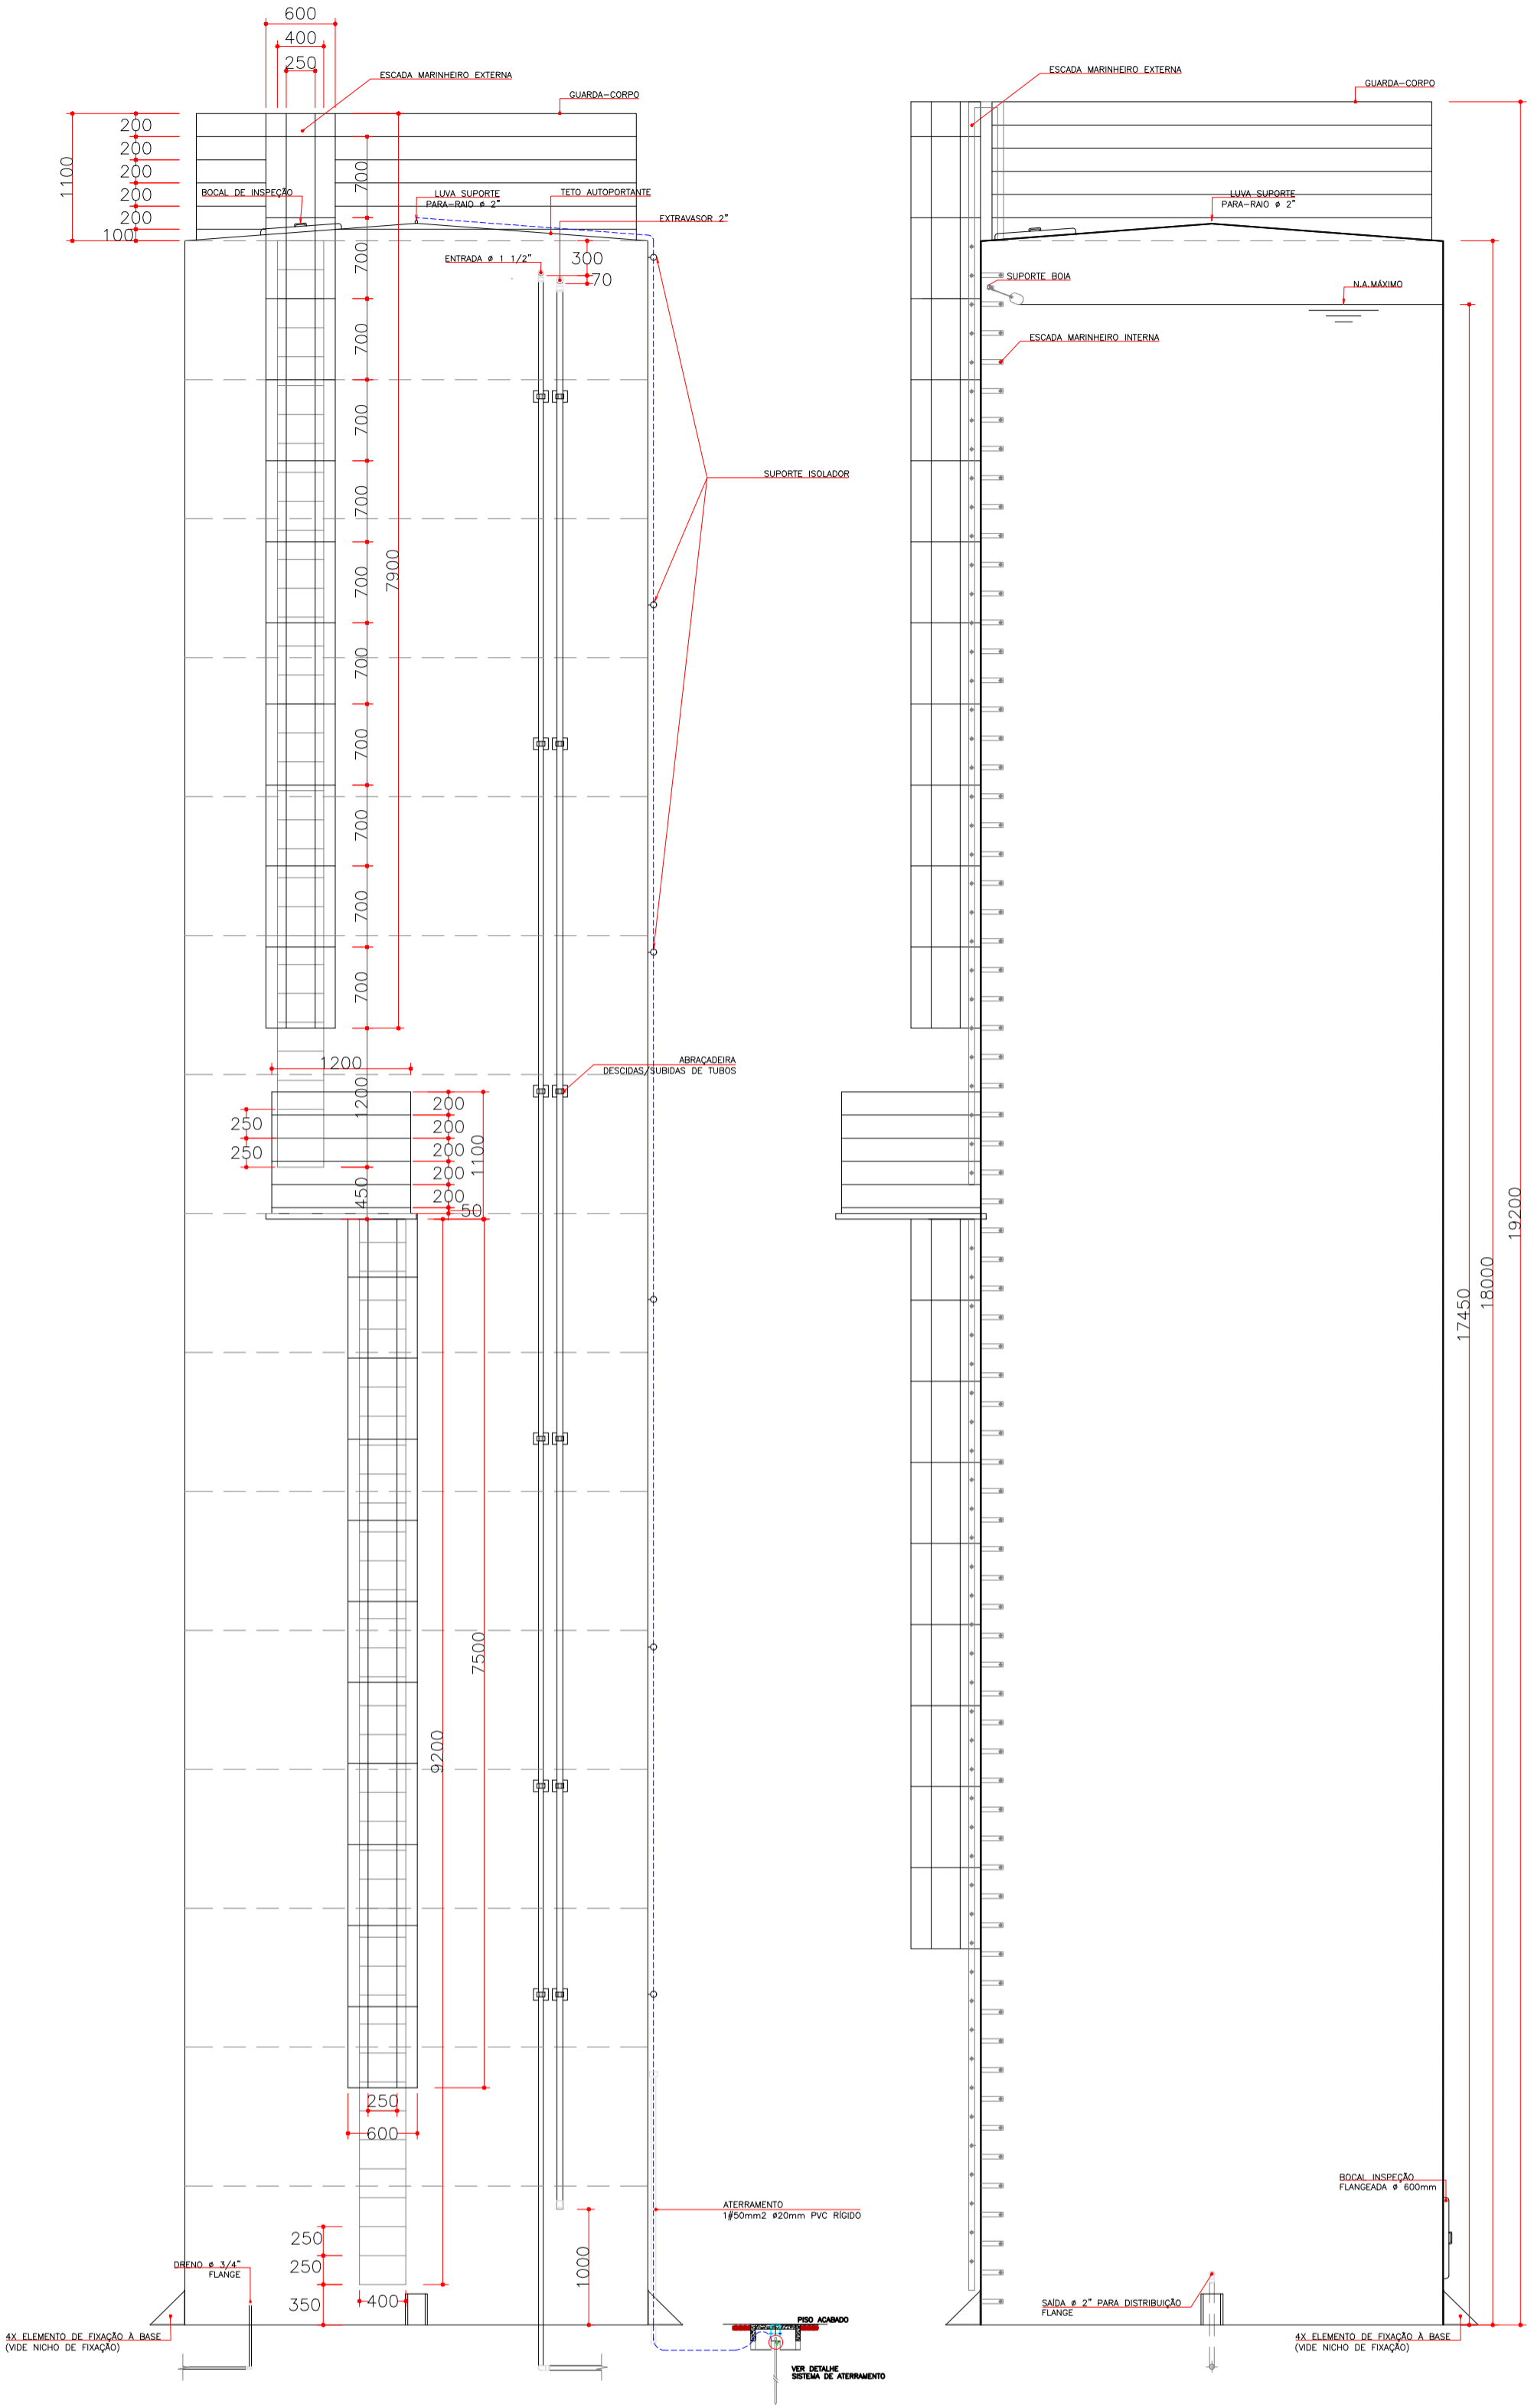 600
400
250
ESCADA MARINHEIRO EXTERNA
GUARDA-CORPO
200
200
200
200
200
100
1100
BOCAL DE INSPEÇÃO
LUVA SUPORTE
PARA-RAIO ø 2"
TETO AUTOPORTANTE
EXTRAVASOR 2"
ENTRADA ø 1 1/2"
300
70
700
700
700
700
700
700
700
700
700
700
700
7900
SUPORTE ISOLADOR
ABRAÇADEIRA
DESCIDAS/SUBIDAS DE TUBOS
1200
1200
250
250
450
200
200
200
200
200
50
1100
7500
9200
250
600
250
250
350
400
1000
DRENO ø 3/4"
FLANGE
4X ELEMENTO DE FIXAÇÃO À BASE
(VIDE NICHO DE FIXAÇÃO)
ATERRAMENTO
1#50mm2 ø20mm PVC RÍGIDO
PISO ACABADO
VER DETALHE
SISTEMA DE ATERRAMENTO
ESCADA MARINHEIRO EXTERNA
GUARDA-CORPO
LUVA SUPORTE
PARA-RAIO ø 2"
SUPORTE BOIA
N.A.MÁXIMO
ESCADA MARINHEIRO INTERNA
17450
18000
19200
BOCAL INSPEÇÃO
FLANGEADA ø 600mm
SAÍDA ø 2" PARA DISTRIBUIÇÃO
FLANGE
4X ELEMENTO DE FIXAÇÃO À BASE
(VIDE NICHO DE FIXAÇÃO)